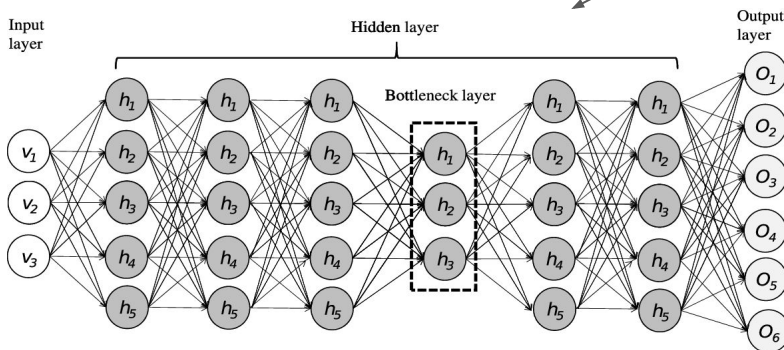 Input
layer
Hidden layer
Output
layer
Bottleneck layer
v1
v2
v3
h1
h2
h3
h4
h5
h1
h2
h3
h4
h5
h1
h2
h3
h4
h5
h1
h2
h3
h1
h2
h3
h4
h5
h1
h2
h3
h4
h5
O1
O2
O3
O4
O5
O6